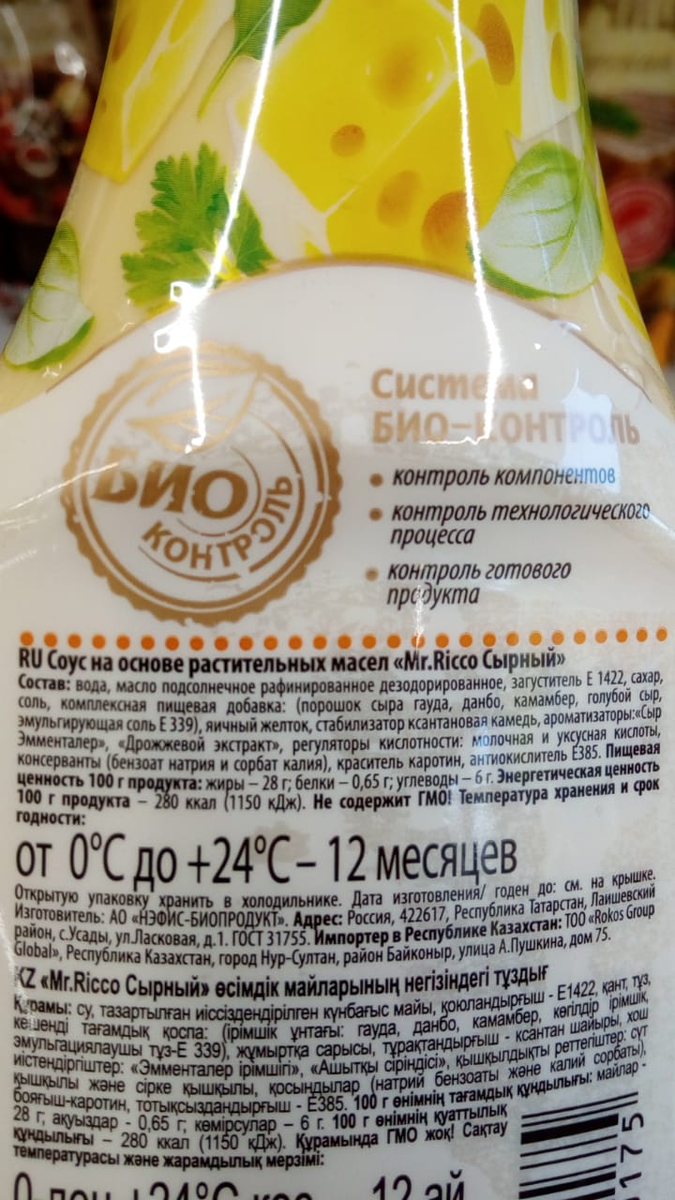 БИО
КОНТРОЛЬ
Система
БИО-КОНТРОЛЬ
• контроль компонентов
• контроль технологического
процесса
• контроль готового
продукта
RU Соус на основе растительных масел «Mr.Ricco Сырный»
Состав: вода, масло подсолнечное рафинированное дезодорированное, загуститель Е 1422, сахар,
соль, комплексная пищевая добавка: (порошок сыра гауда, данбо, камамбер, голубой сыр,
эмульгирующая соль Е 339), яичный желток, стабилизатор ксантановая камедь, ароматизаторы:«Сыр
Эмменталер», «Дрожжевой экстракт», регуляторы кислотности: молочная и уксусная кислоты,
консерванты (бензоат натрия и сорбат калия), краситель каротин, антиокислитель Е385. Пищевая
ценность 100 г продукта: жиры – 28 г; белки – 0,65 г; углеводы – 6 г. Энергетическая ценность
100 г продукта – 280 ккал (1150 кДж). Не содержит ГМО! Температура хранения и срок
годности:
от 0°С до +24°С – 12 месяцев
Открытую упаковку хранить в холодильнике. Дата изготовления/ годен до: см. на крышке.
Изготовитель: АО «НЭФИС-БИОПРОДУКТ». Адрес: Россия, 422617, Республика Татарстан, Лаишевский
район, с.Усады, ул.Ласковая, д.1. ГОСТ 31755. Импортер в Республике Казахстан: ТОО «Rokos Group
Global», Республика Казахстан, город Нур-Султан, район Байконыр, улица А.Пушкина, дом 75.
KZ «Mr.Ricco Сырный» өсімдік майларының негізіндегі тұздығ
Құрамы: су, тазартылған иіссіздендірілген күнбағыс майы, қоюландырғыш - Е1422, қант, тұз,
кешенді тағамдық қоспа: (ірімшік ұнтағы: гауда, данбо, камамбер, көгілдір ірімшік,
эмульгациялаушы тұз-Е 339), жұмыртқа сарысы, тұрақтандырғыш - ксантан шайыры, хош
иістендіргіштер: «Эмменталер ірімшігі», «Ашытқы сіріндісі», қышқылдықты реттегіштер: сүт
қышқылы және сірке қышқылы, қосындылар (натрий бензоаты және калий сорбаты),
бояғыш-каротин, тотықсыздандырғыш - Е385. 100 г өнімнің тағамдық құндылығы: майлар -
28 г; ақуыздар - 0,65 г; көмірсулар – 6 г. 100 г өнімнің қуаттылық
құндылығы – 280 ккал (1150 кДж). Құрамында ГМО жоқ! Сақтау
температурасы және жарамдылық мерзімі:
12 ай
175